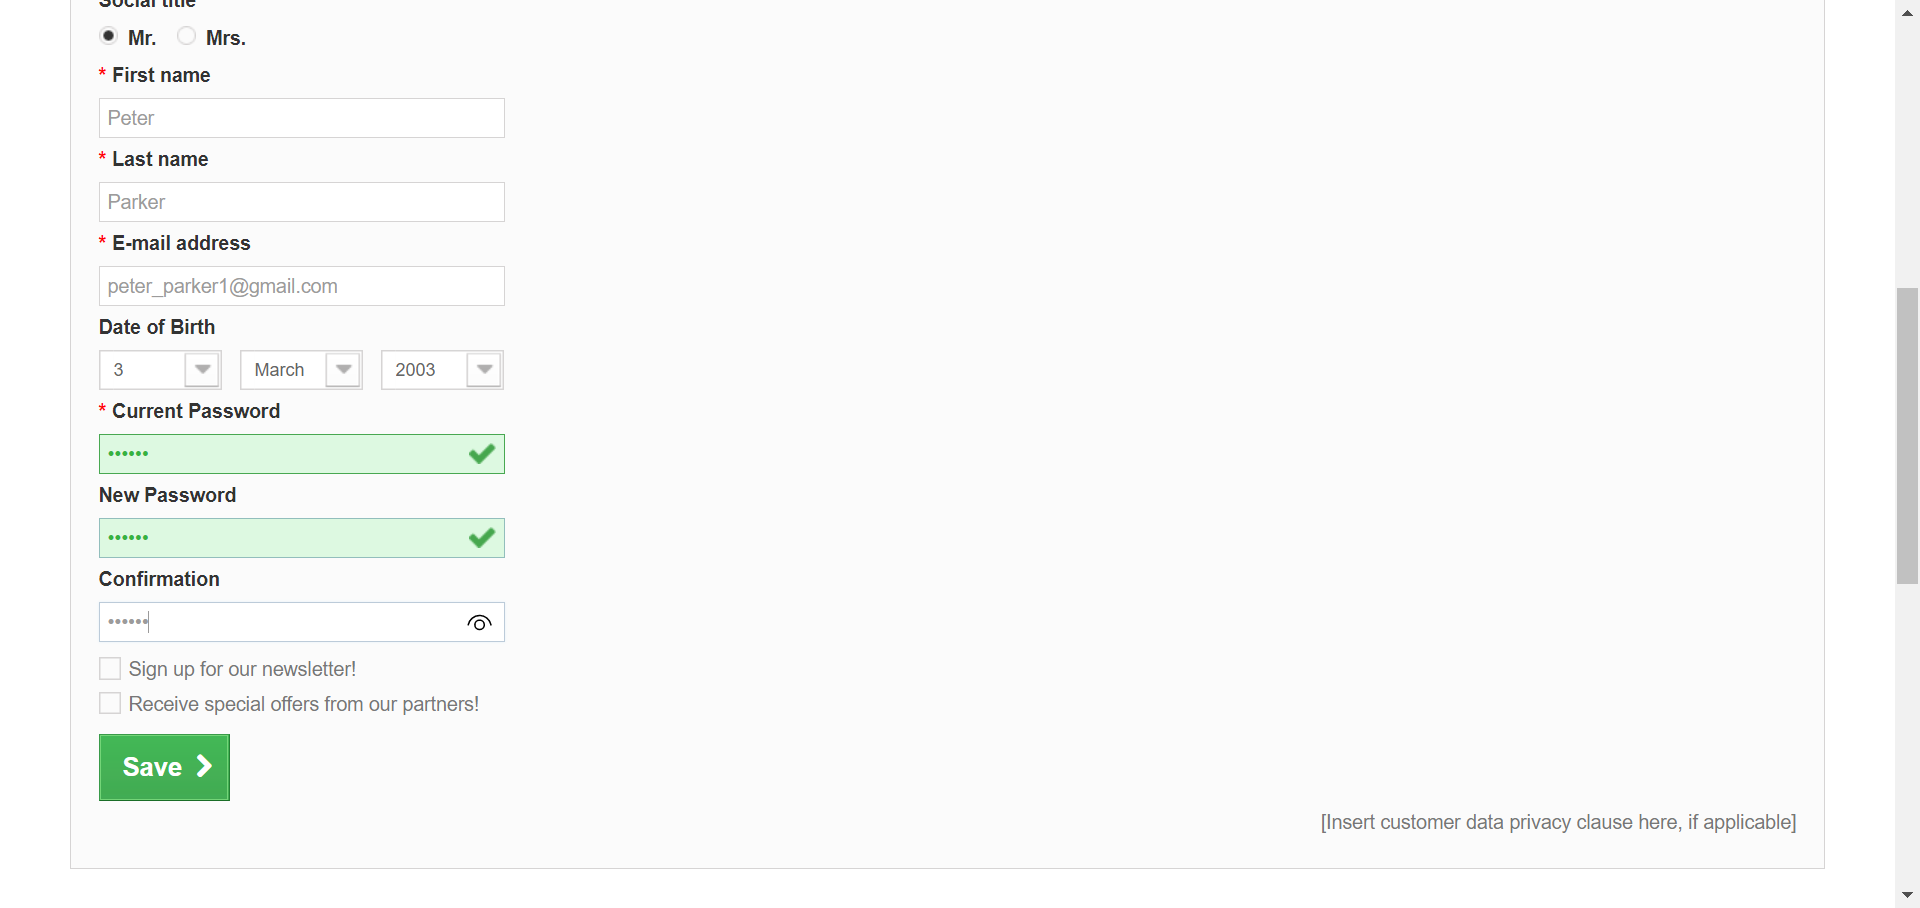 Social title
Mr. Mrs.
* First name
Peter
* Last name
Parker
* E-mail address
peter_parker1@gmail.com
Date of Birth
3 March 2003
* Current Password
••••••
New Password
••••••
Confirmation
••••••
Sign up for our newsletter!
Receive special offers from our partners!
Save
[Insert customer data privacy clause here, if applicable]